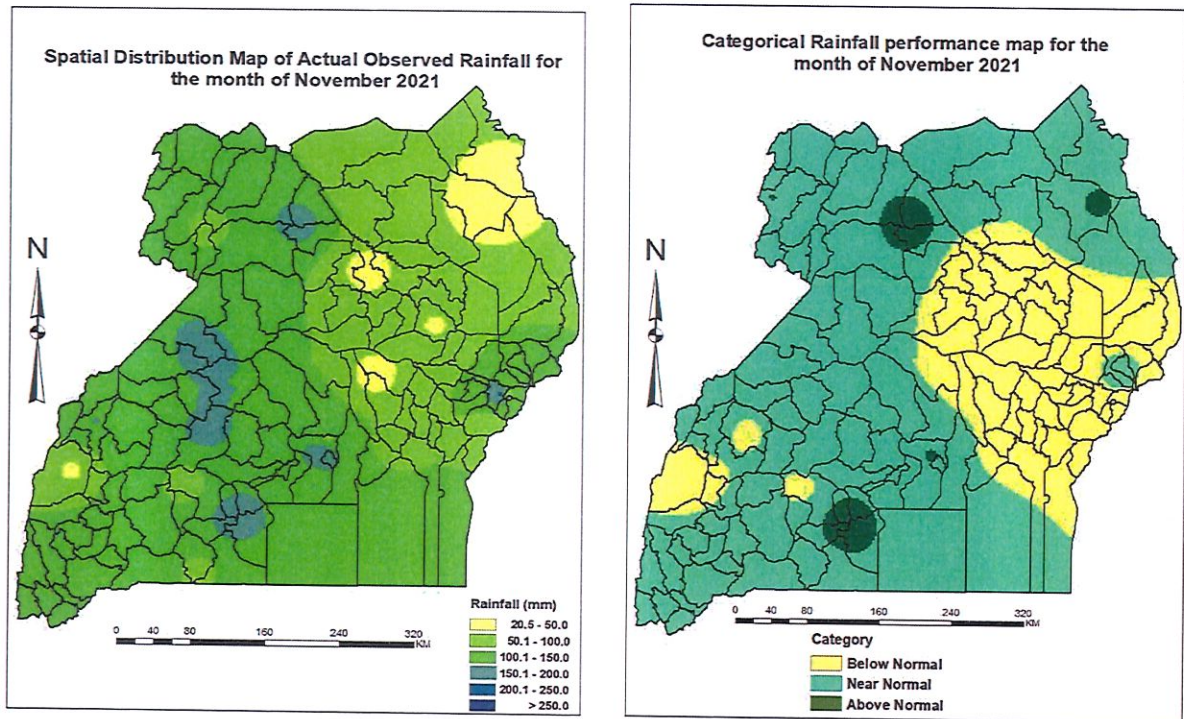 Spatial Distribution Map of Actual Observed Rainfall for
the month of November 2021
N
Rainfall (mm)
20.5 - 50.0
50.1 - 100.0
100.1 - 150.0
150.1 - 200.0
200.1 - 250.0
> 250.0
0 40 80 160 240 320
KM
Categorical Rainfall performance map for the
month of November 2021
N
0 40 80 160 240 320
KM
Category
Below Normal
Near Normal
Above Normal